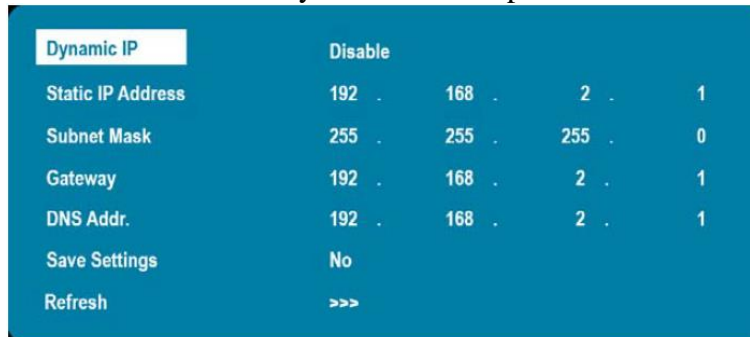 Dynamic IP Disable
Static IP Address 192 . 168 . 2 . 1
Subnet Mask 255 . 255 . 255 . 0
Gateway 192 . 168 . 2 . 1
DNS Addr. 192 . 168 . 2 . 1
Save Settings No
Refresh >>>